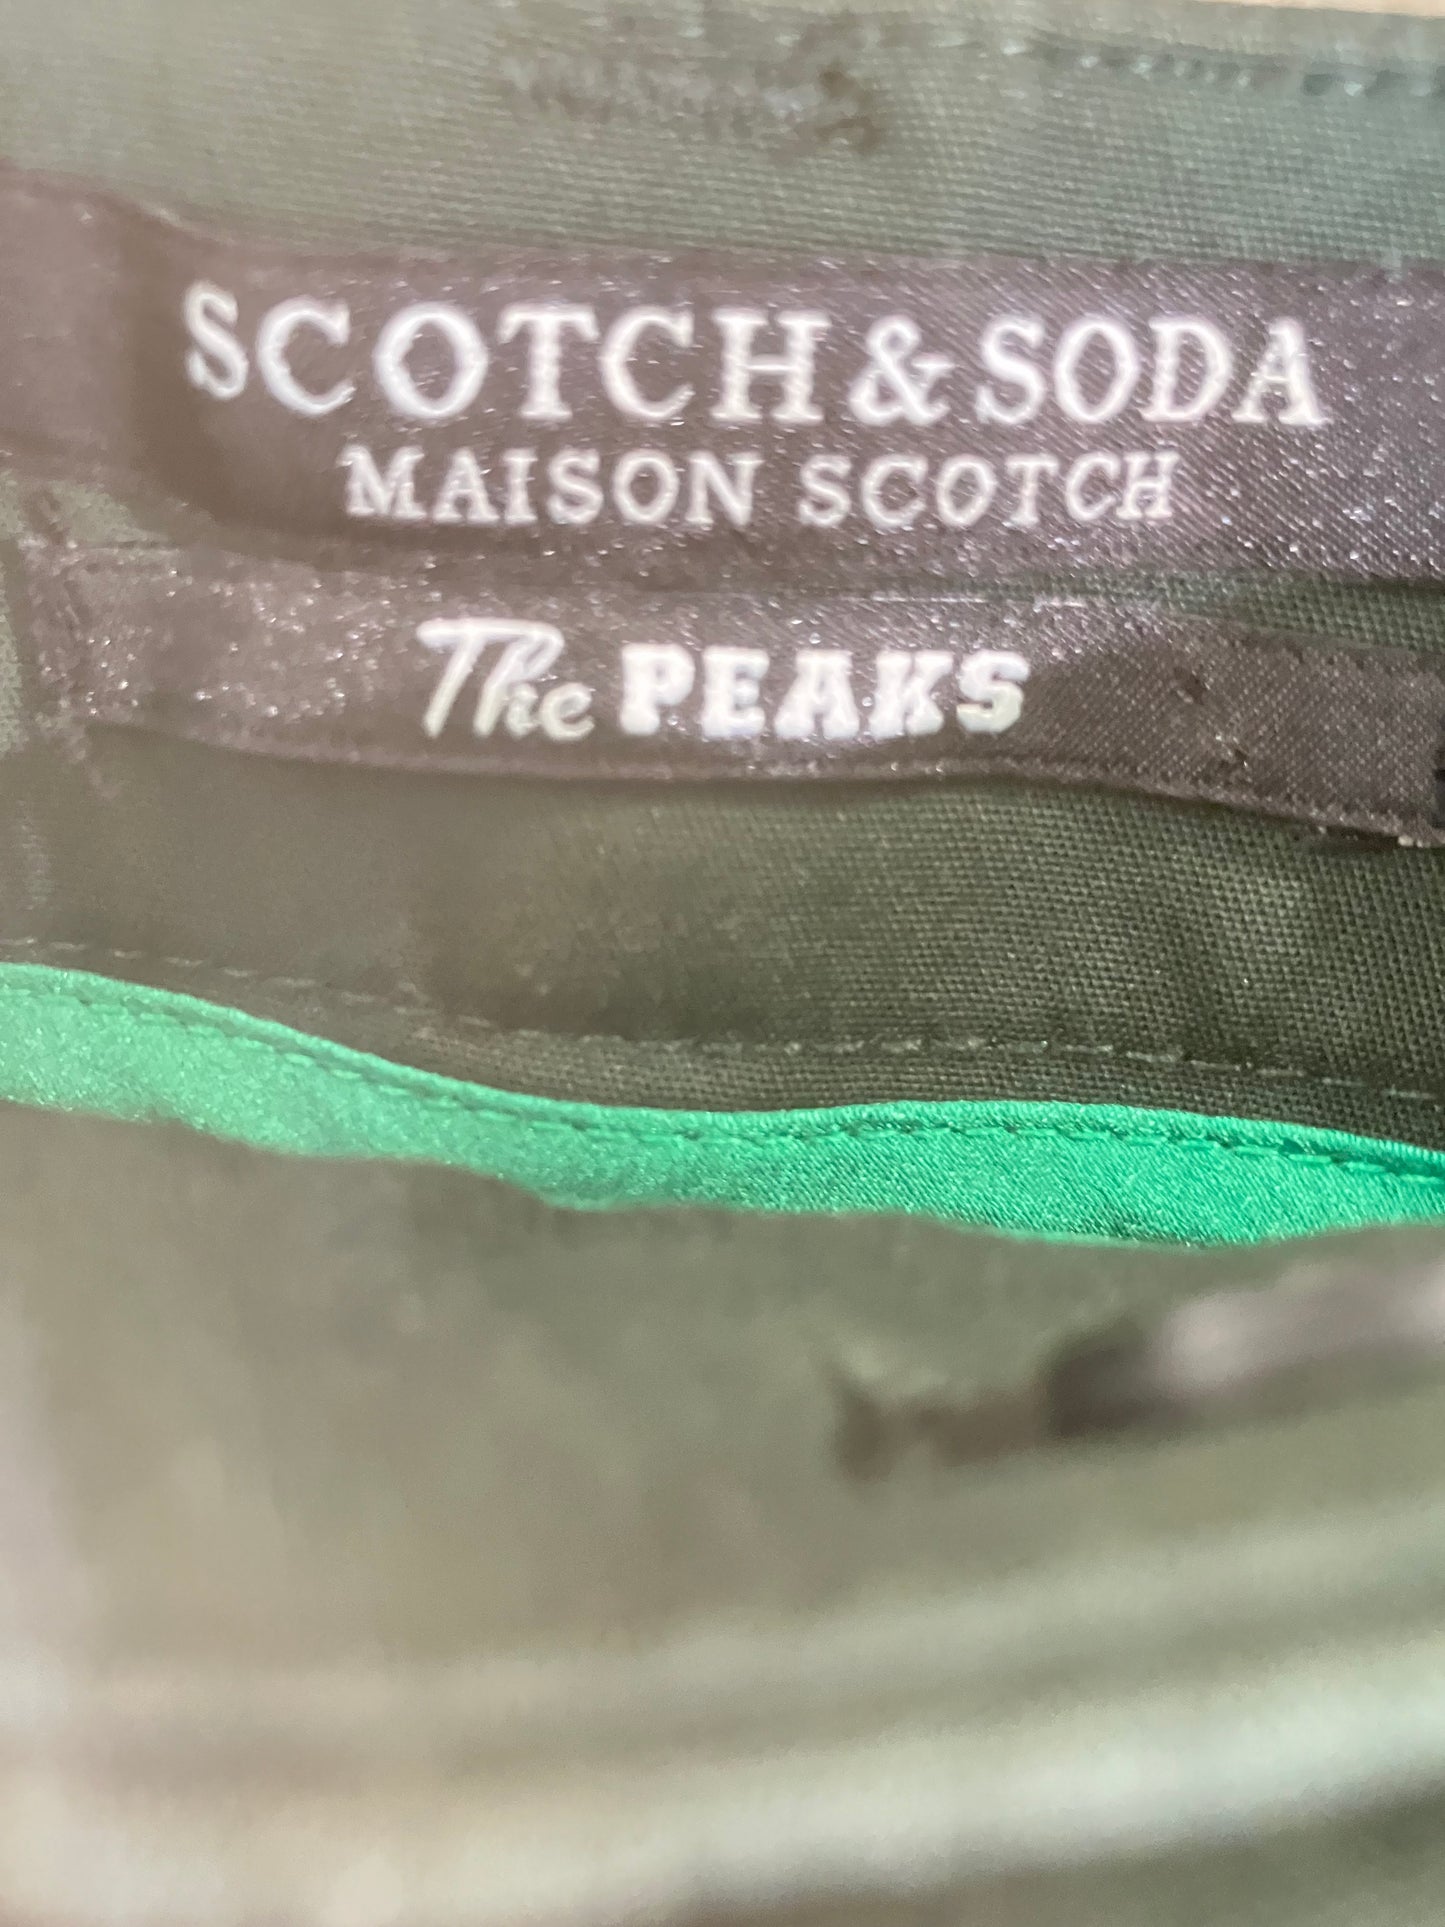 SCOTCH & SODA
MAISON SCOTCH
The PEAKS